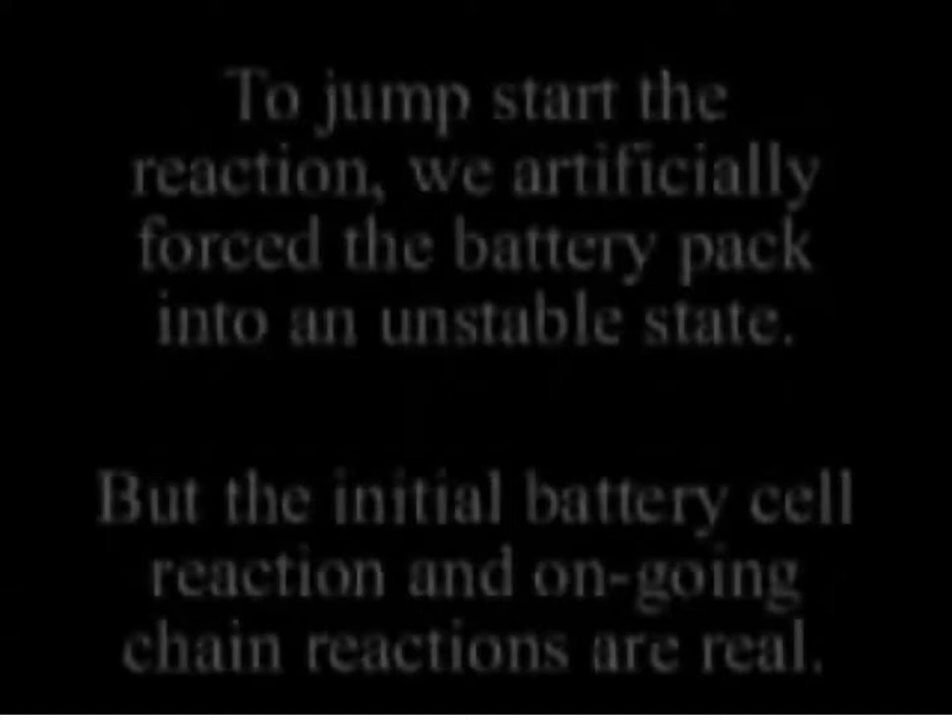 To jump start the
reaction, we artificially
forced the battery pack
into an unstable state.
But the initial battery cell
reaction and on-going
chain reactions are real.